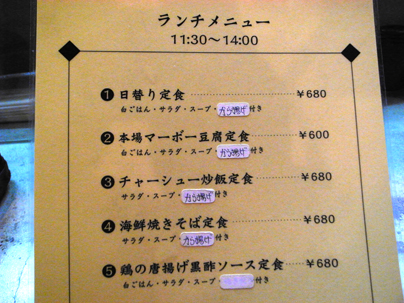 ランチメニュー
11:30～14:00
❶ 日替り定食 ¥680
白ごはん・サラダ・スープ・から揚げ付き
❷ 本場マーボー豆腐定食 ¥600
白ごはん・サラダ・スープ・から揚げ付き
❸ チャーシュー炒飯定食 ¥680
サラダ・スープ・から揚げ付き
❹ 海鮮焼きそば定食 ¥680
サラダ・スープ・から揚げ付き
❺ 鶏の唐揚げ黒酢ソース定食 ¥680
白ごはん・サラダ・スープ・付き